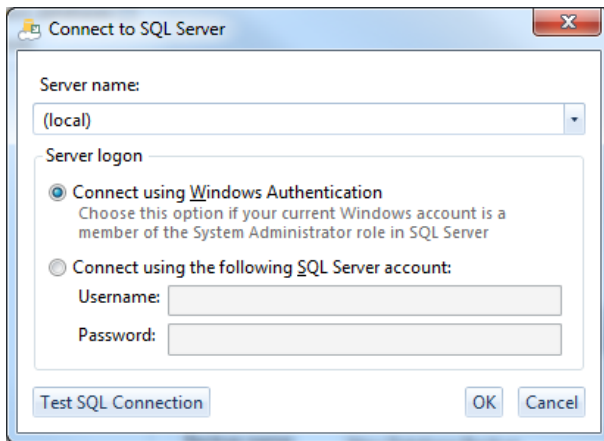 Connect to SQL Server
Server name:
(local)
Server logon
Connect using Windows Authentication
Choose this option if your current Windows account is a
member of the System Administrator role in SQL Server
Connect using the following SQL Server account:
Username:
Password:
Test SQL Connection
OK
Cancel